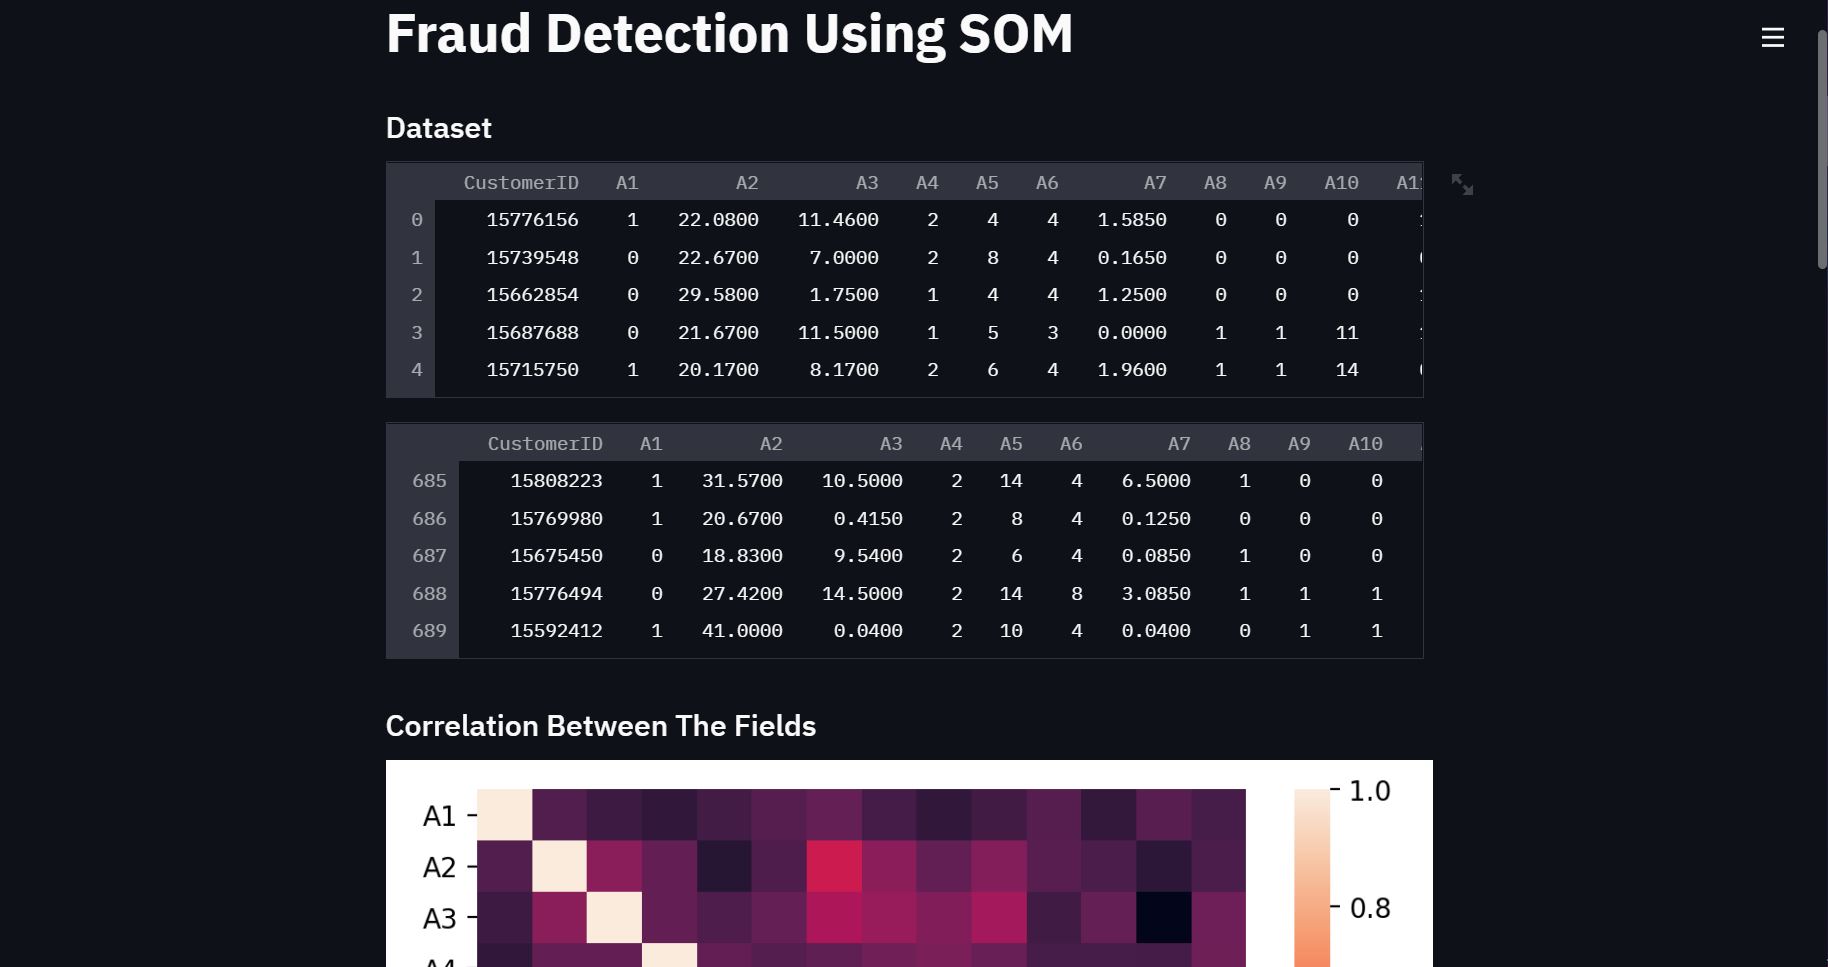 Fraud Detection Using SOM
Dataset
CustomerID A1 A2 A3 A4 A5 A6 A7 A8 A9 A10 A11
0 15776156 1 22.0800 11.4600 2 4 4 1.5850 0 0 0
1 15739548 0 22.6700 7.0000 2 8 4 0.1650 0 0 0
2 15662854 0 29.5800 1.7500 1 4 4 1.2500 0 0 0
3 15687688 0 21.6700 11.5000 1 5 3 0.0000 1 1 11
4 15715750 1 20.1700 8.1700 2 6 4 1.9600 1 1 14
CustomerID A1 A2 A3 A4 A5 A6 A7 A8 A9 A10
685 15808223 1 31.5700 10.5000 2 14 4 6.5000 1 0 0
686 15769980 1 20.6700 0.4150 2 8 4 0.1250 0 0 0
687 15675450 0 18.8300 9.5400 2 6 4 0.0850 1 0 0
688 15776494 0 27.4200 14.5000 2 14 8 3.0850 1 1 1
689 15592412 1 41.0000 0.0400 2 10 4 0.0400 0 1 1
Correlation Between The Fields
1.0
A1
A2
0.8
A3
A4